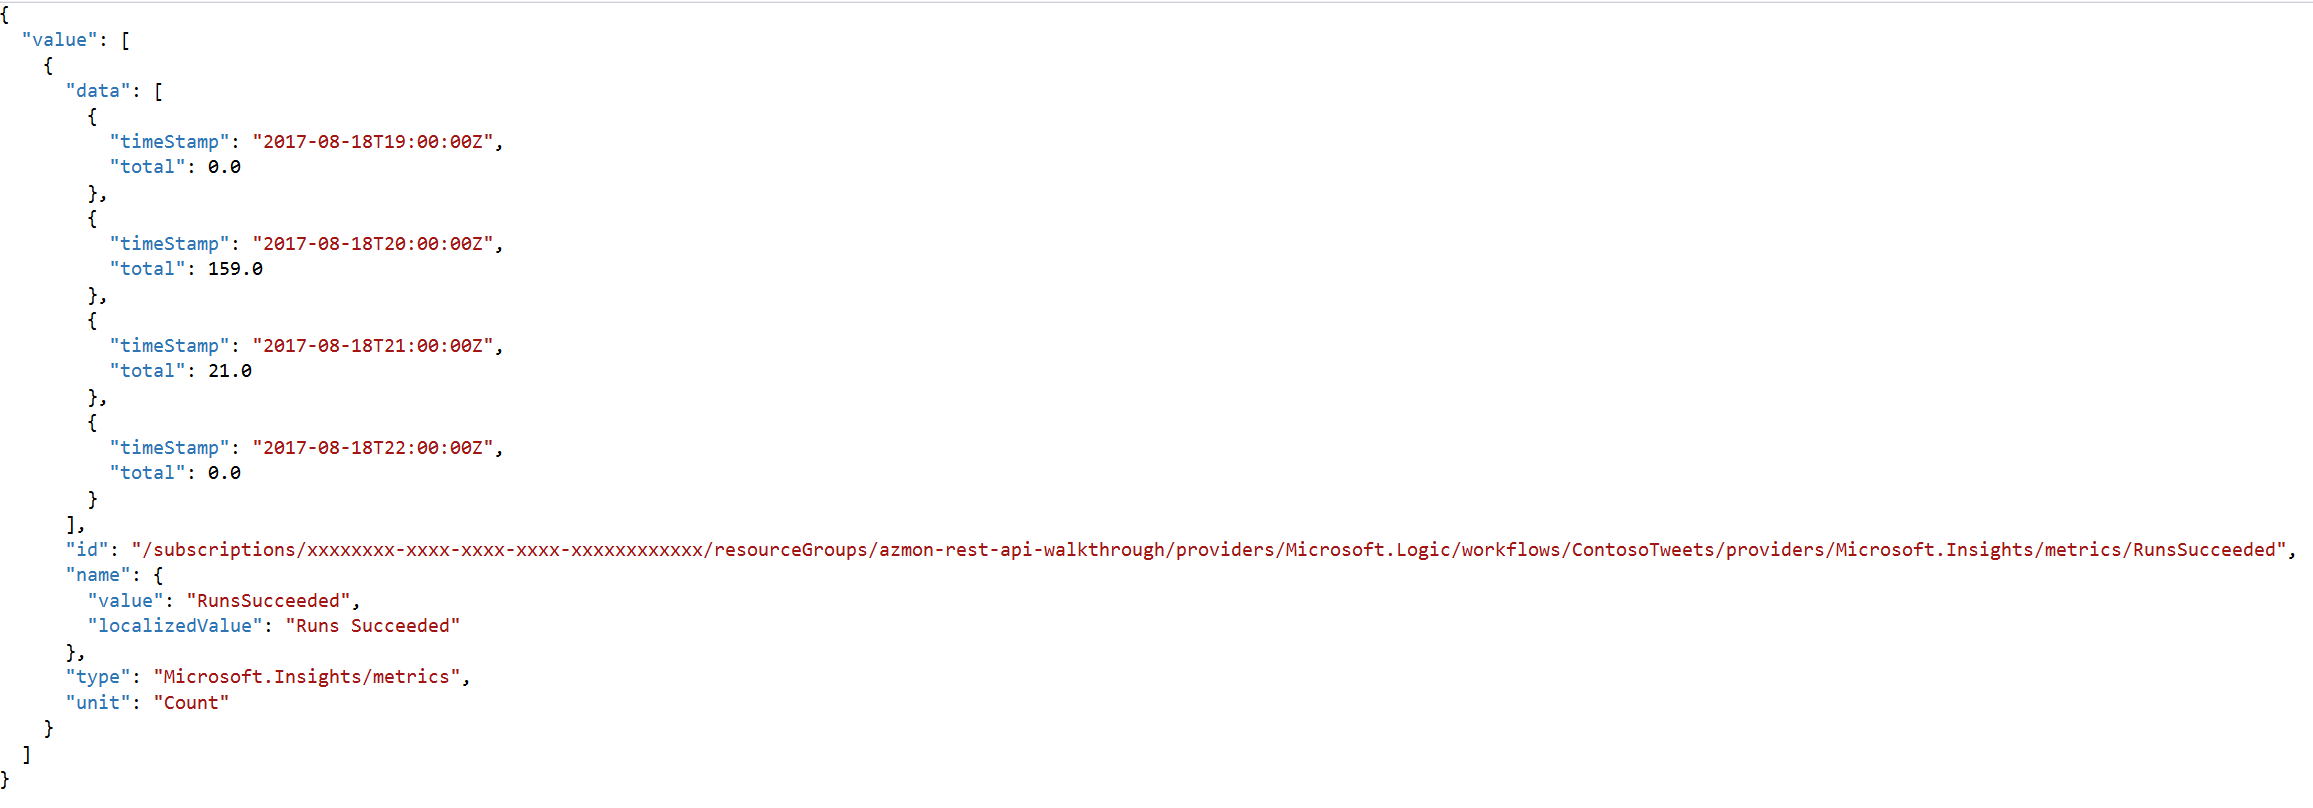 {
  "value": [
    {
      "data": [
        {
          "timeStamp": "2017-08-18T19:00:00Z",
          "total": 0.0
        },
        {
          "timeStamp": "2017-08-18T20:00:00Z",
          "total": 159.0
        },
        {
          "timeStamp": "2017-08-18T21:00:00Z",
          "total": 21.0
        },
        {
          "timeStamp": "2017-08-18T22:00:00Z",
          "total": 0.0
        }
      ],
      "id": "/subscriptions/xxxxxxxx-xxxx-xxxx-xxxx-xxxxxxxxxxxx/resourceGroups/azmon-rest-api-walkthrough/providers/Microsoft.Logic/workflows/ContosoTweets/providers/Microsoft.Insights/metrics/RunsSucceeded",
      "name": {
        "value": "RunsSucceeded",
        "localizedValue": "Runs Succeeded"
      },
      "type": "Microsoft.Insights/metrics",
      "unit": "Count"
    }
  ]
}